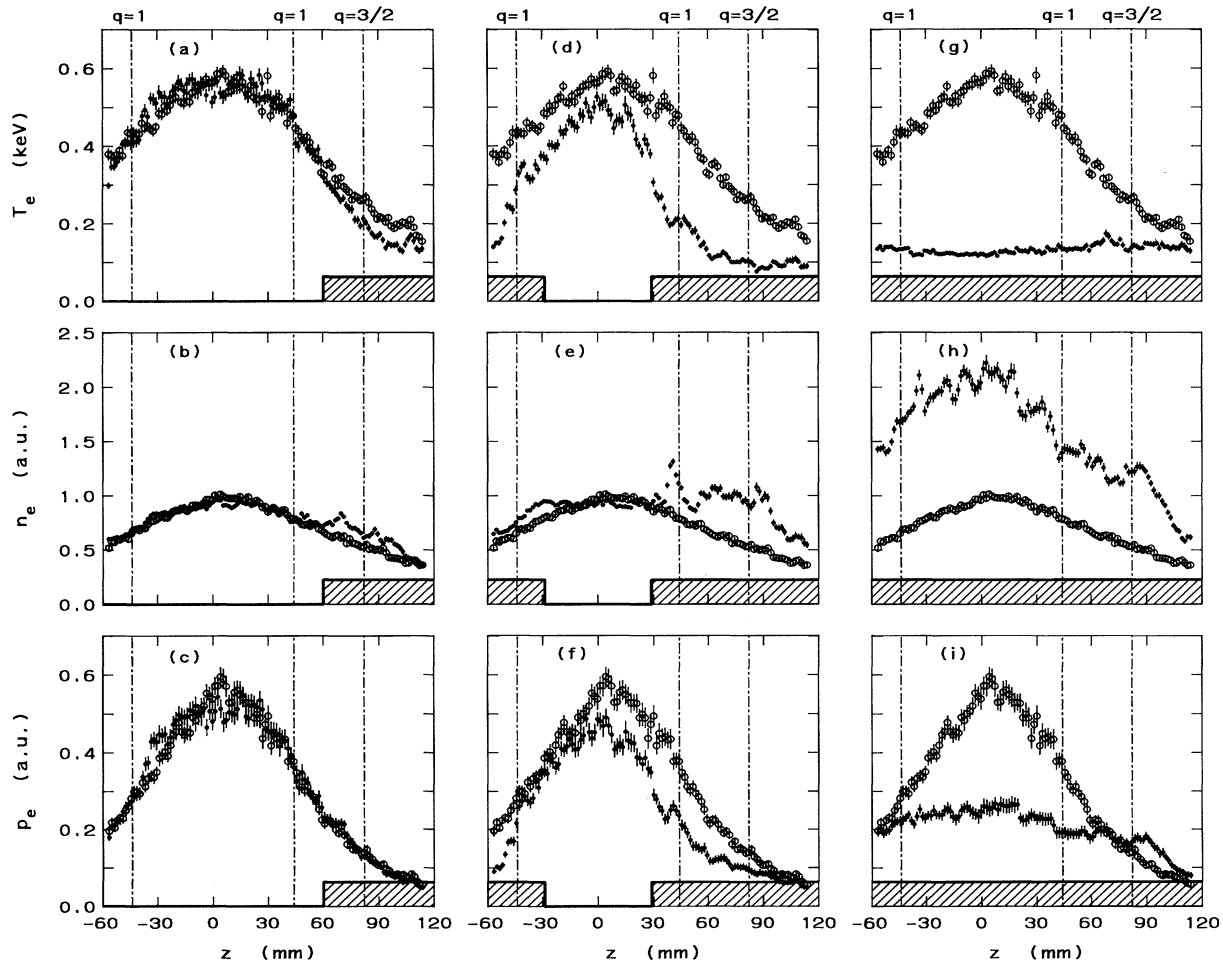 q=1 q=1 q=3/2 q=1 q=1 q=3/2 q=1 q=1 q=3/2
(a) (d) (g)
0.6
0.4
0.2
0.0
T_e (keV)
(b) (e) (h)
2.5
2.0
1.5
1.0
0.5
0.0
n_e (a.u.)
(c) (f) (i)
0.6
0.4
0.2
0.0
p_e (a.u.)
-60 -30 0 30 60 90 120 -30 0 30 60 90 120 -60 -30 0 30 60 90 120
z (mm) z (mm) z (mm)